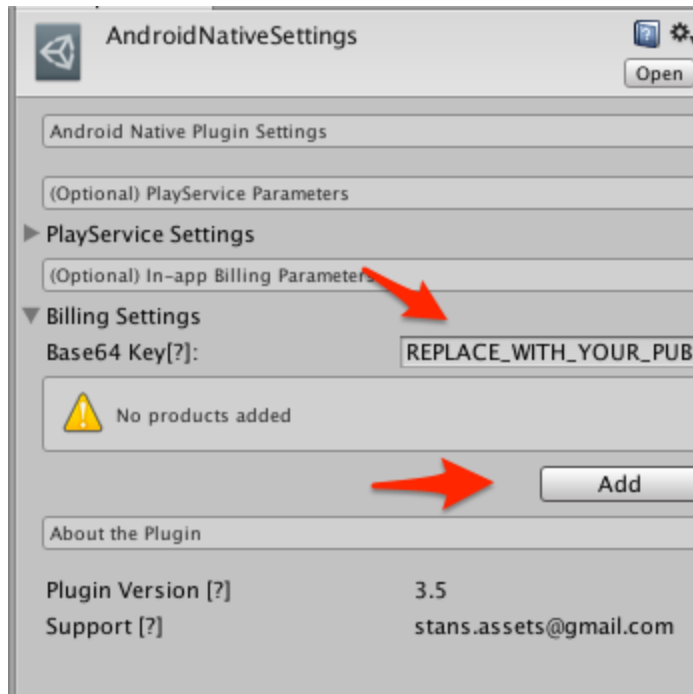 AndroidNativeSettings
Open
Android Native Plugin Settings
(Optional) PlayService Parameters
PlayService Settings
(Optional) In-app Billing Parameters
Billing Settings
Base64 Key[?]: REPLACE_WITH_YOUR_PUB
No products added
Add
About the Plugin
Plugin Version [?] 3.5
Support [?] stans.assets@gmail.com